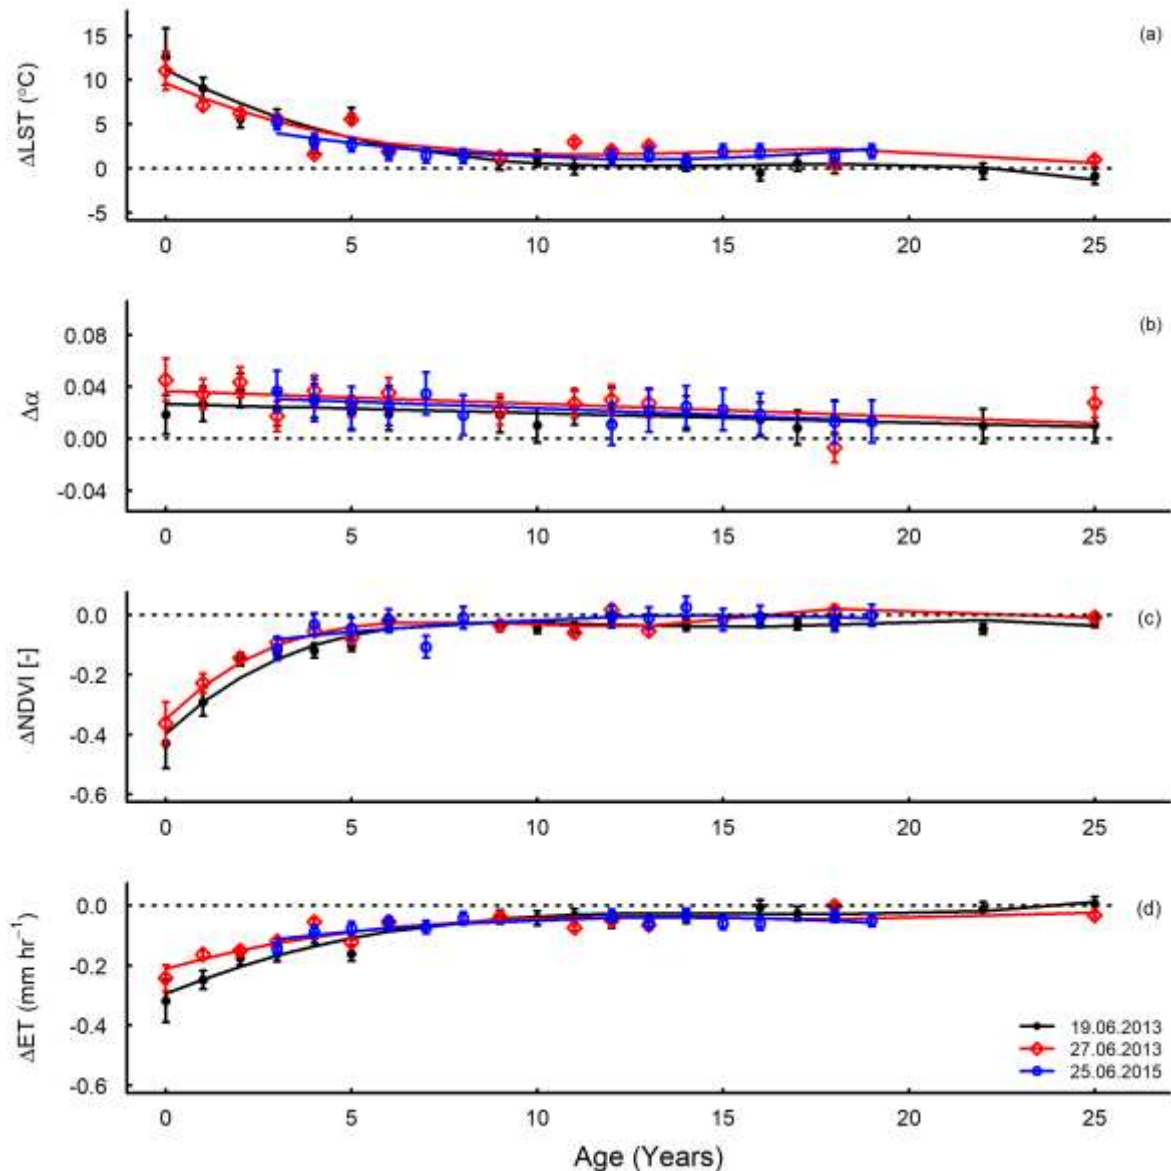 (a)
ΔLST (°C)
15
10
5
0
-5
0 5 10 15 20 25
(b)
Δα
0.08
0.04
0.00
-0.04
0 5 10 15 20 25
(c)
ΔNDVI [-]
0.0
-0.2
-0.4
-0.6
0 5 10 15 20 25
(d)
ΔET (mm hr⁻¹)
0.0
-0.2
-0.4
-0.6
19.06.2013
27.06.2013
25.06.2015
0 5 10 15 20 25
Age (Years)